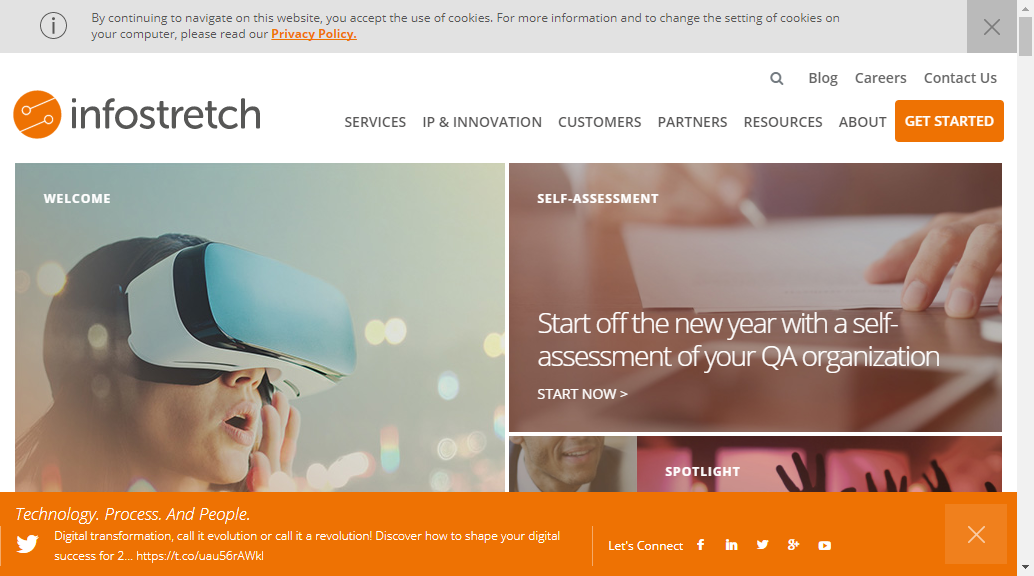 By continuing to navigate on this website, you accept the use of cookies. For more information and to change the setting of cookies on
your computer, please read our Privacy Policy.
Blog Careers Contact Us
infostretch
SERVICES IP & INNOVATION CUSTOMERS PARTNERS RESOURCES ABOUT GET STARTED
WELCOME
SELF-ASSESSMENT
Start off the new year with a self-
assessment of your QA organization
START NOW >
SPOTLIGHT
Technology. Process. And People.
Digital transformation, call it evolution or call it a revolution! Discover how to shape your digital
success for 2... https://t.co/uau56rAWkl
Let's Connect